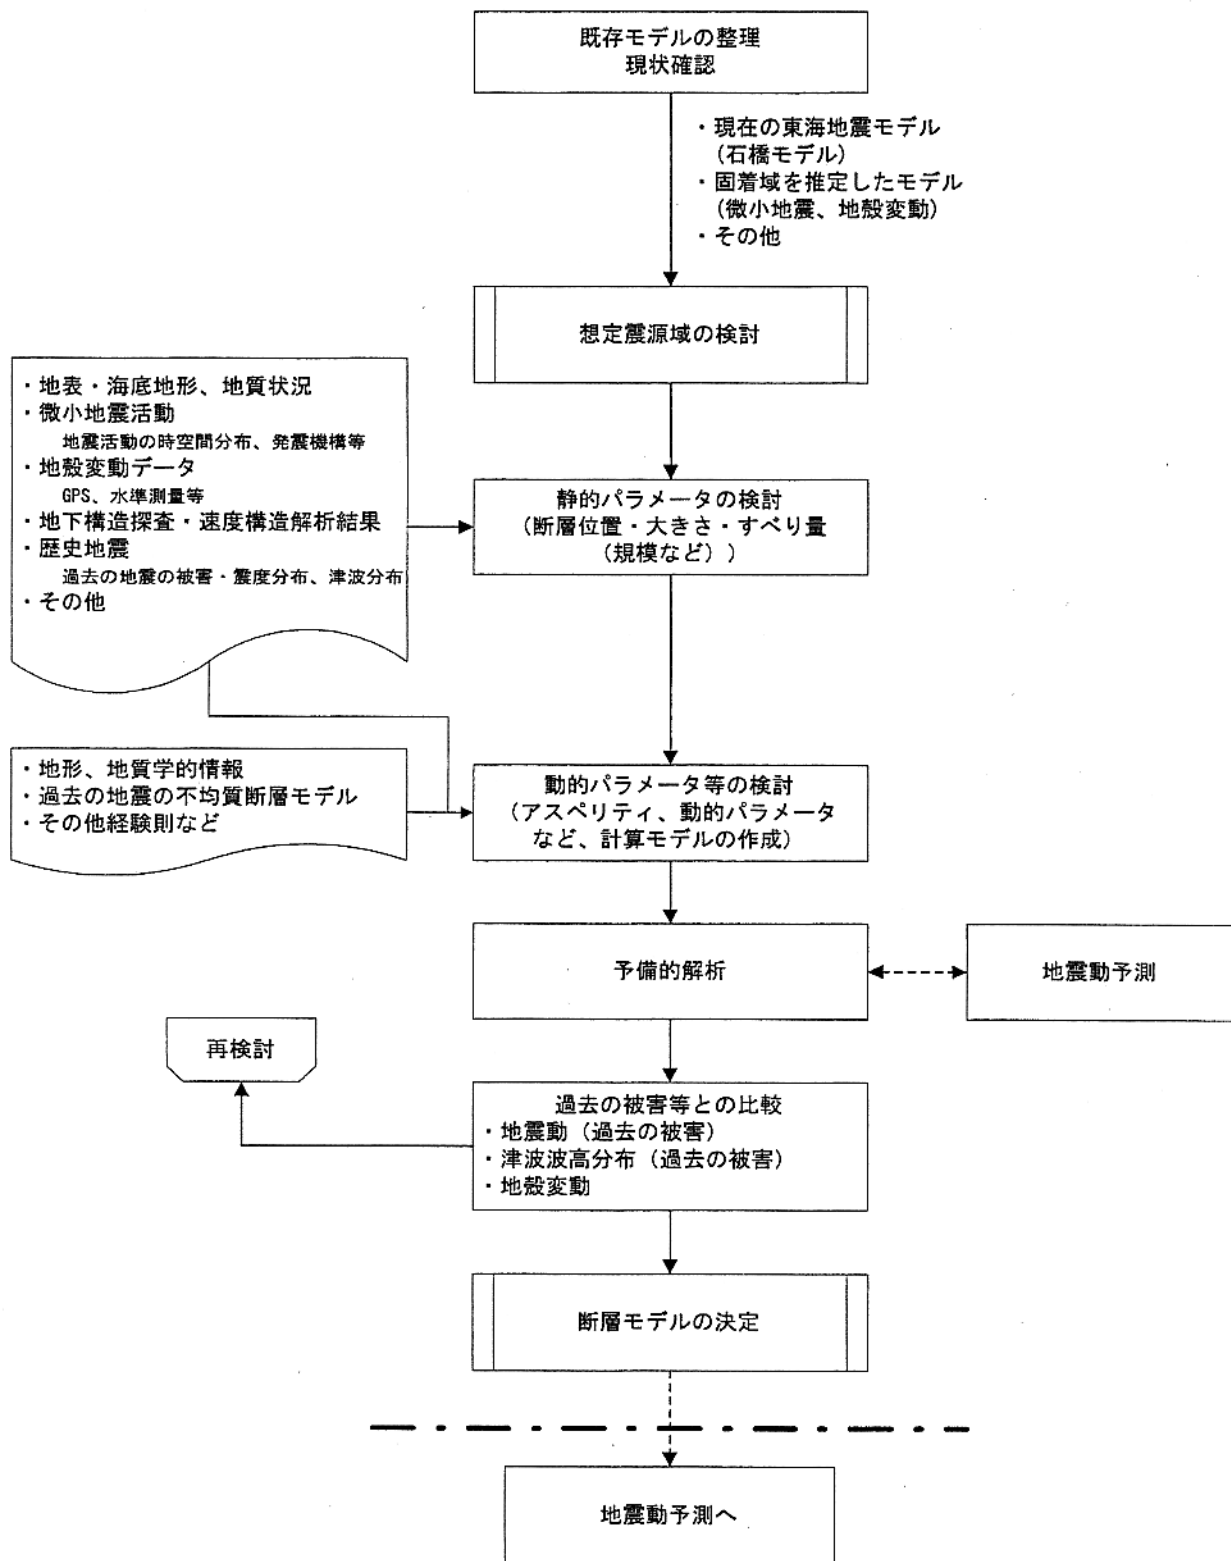 既存モデルの整理
現状確認
・現在の東海地震モデル
(石橋モデル)
・固着域を推定したモデル
(微小地震、地殻変動)
・その他
想定震源域の検討
・地表・海底地形、地質状況
・微小地震活動
地震活動の時空間分布、発震機構等
・地殻変動データ
GPS、水準測量等
・地下構造探査・速度構造解析結果
・歴史地震
過去の地震の被害・震度分布、津波分布
・その他
静的パラメータの検討
（断層位置・大きさ・すべり量
（規模など））
・地形、地質学的情報
・過去の地震の不均質断層モデル
・その他経験則など
動的パラメータ等の検討
（アスペリティ、動的パラメータ
など、計算モデルの作成）
予備的解析
地震動予測
再検討
過去の被害等との比較
・地震動（過去の被害）
・津波波高分布（過去の被害）
・地殻変動
断層モデルの決定
地震動予測へ